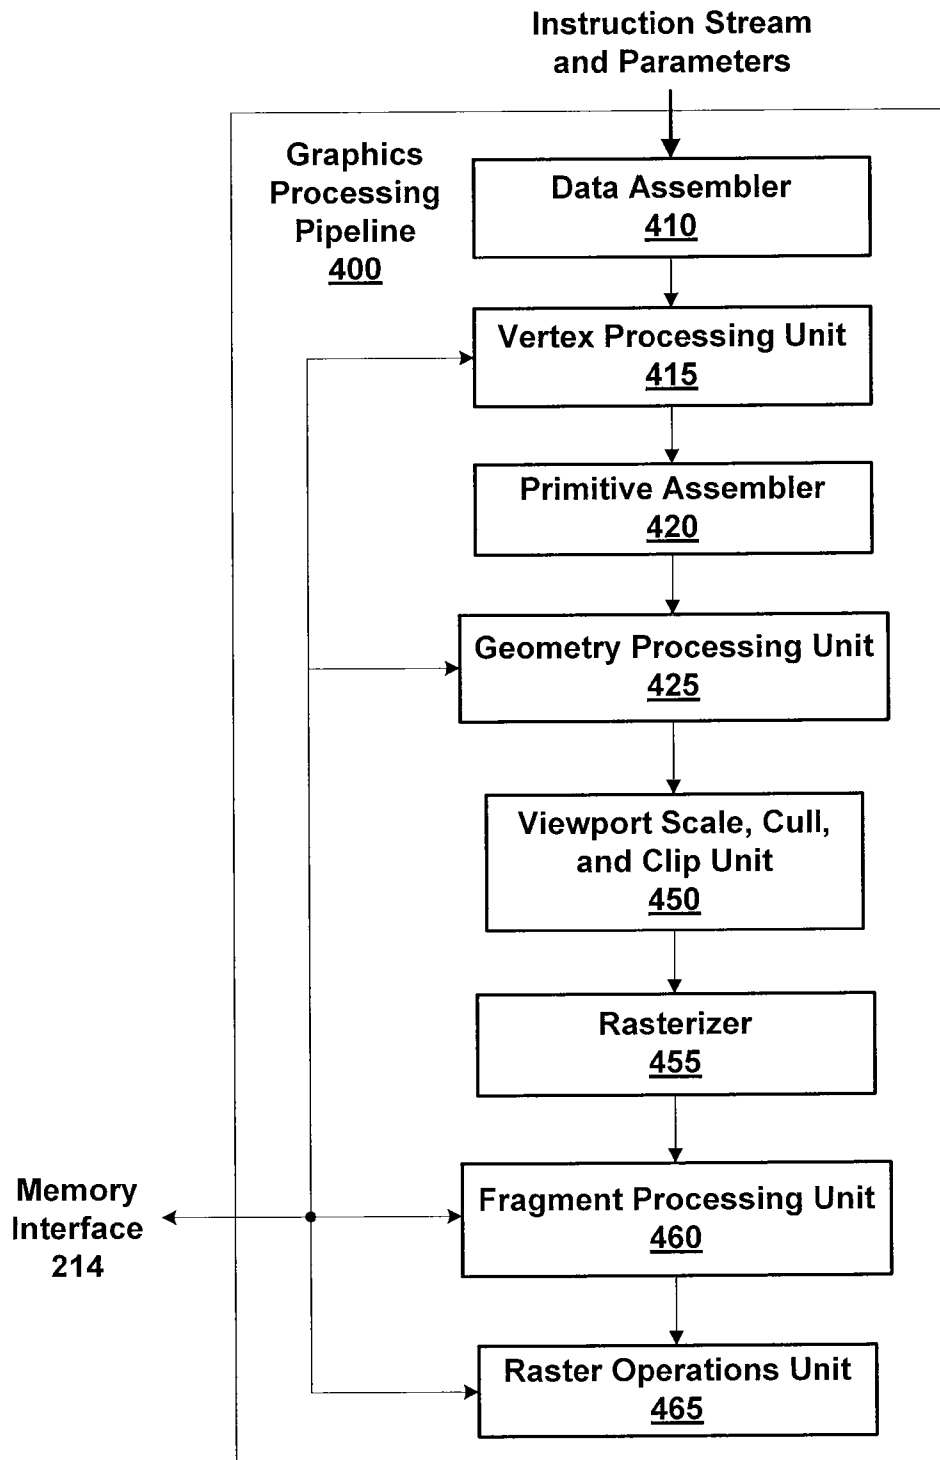 Instruction Stream
and Parameters
Graphics
Processing
Pipeline
400
Data Assembler
410
Vertex Processing Unit
415
Primitive Assembler
420
Geometry Processing Unit
425
Viewport Scale, Cull,
and Clip Unit
450
Rasterizer
455
Memory
Interface
214
Fragment Processing Unit
460
Raster Operations Unit
465